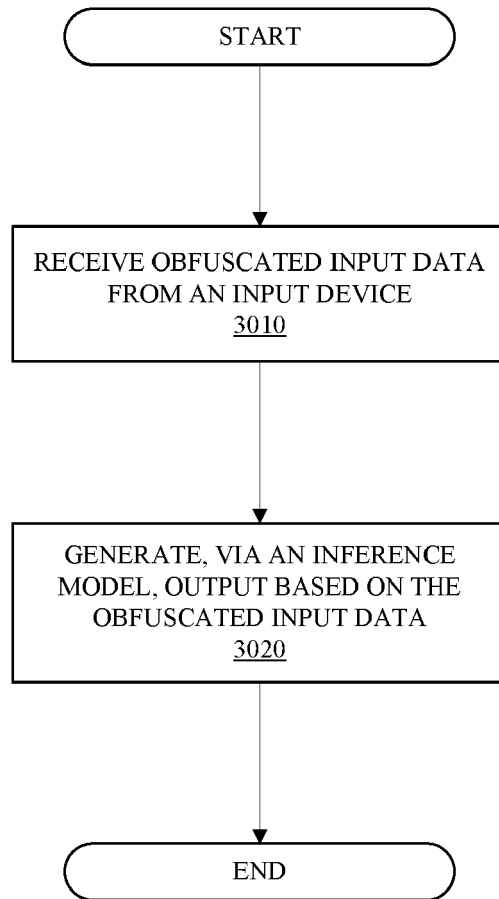 START
RECEIVE OBFUSCATED INPUT DATA
FROM AN INPUT DEVICE
3010
GENERATE, VIA AN INFERENCE
MODEL, OUTPUT BASED ON THE
OBFUSCATED INPUT DATA
3020
END